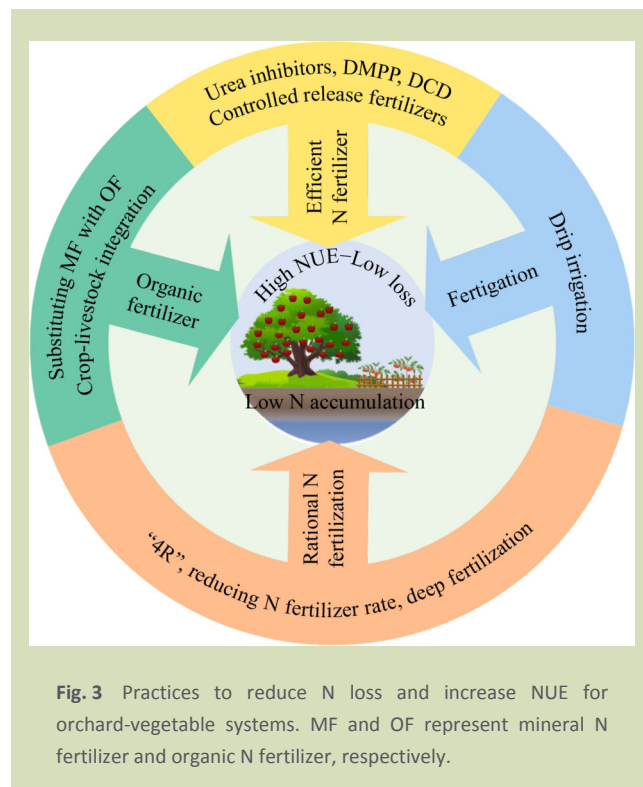 Urea inhibitors, DMPP, DCD
Controlled release fertilizers
Efficient
N fertilizer
Substituting MF with OF
Crop-livestock integration
Organic
fertilizer
High NUE−Low loss
Fertigation
Drip irrigation
Low N accumulation
Rational N
fertilization
“4R”, reducing N fertilizer rate, deep fertilization
Fig. 3 Practices to reduce N loss and increase NUE for
orchard-vegetable systems. MF and OF represent mineral N
fertilizer and organic N fertilizer, respectively.